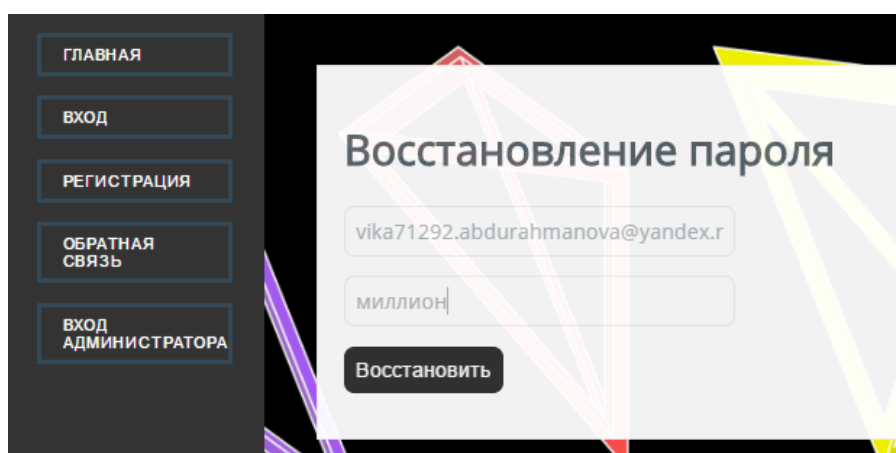 ГЛАВНАЯ
ВХОД
РЕГИСТРАЦИЯ
ОБРАТНАЯ
СВЯЗЬ
ВХОД
АДМИНИСТРАТОРА
Восстановление пароля
vika71292.abdurahmanova@yandex.r
миллион
Восстановить